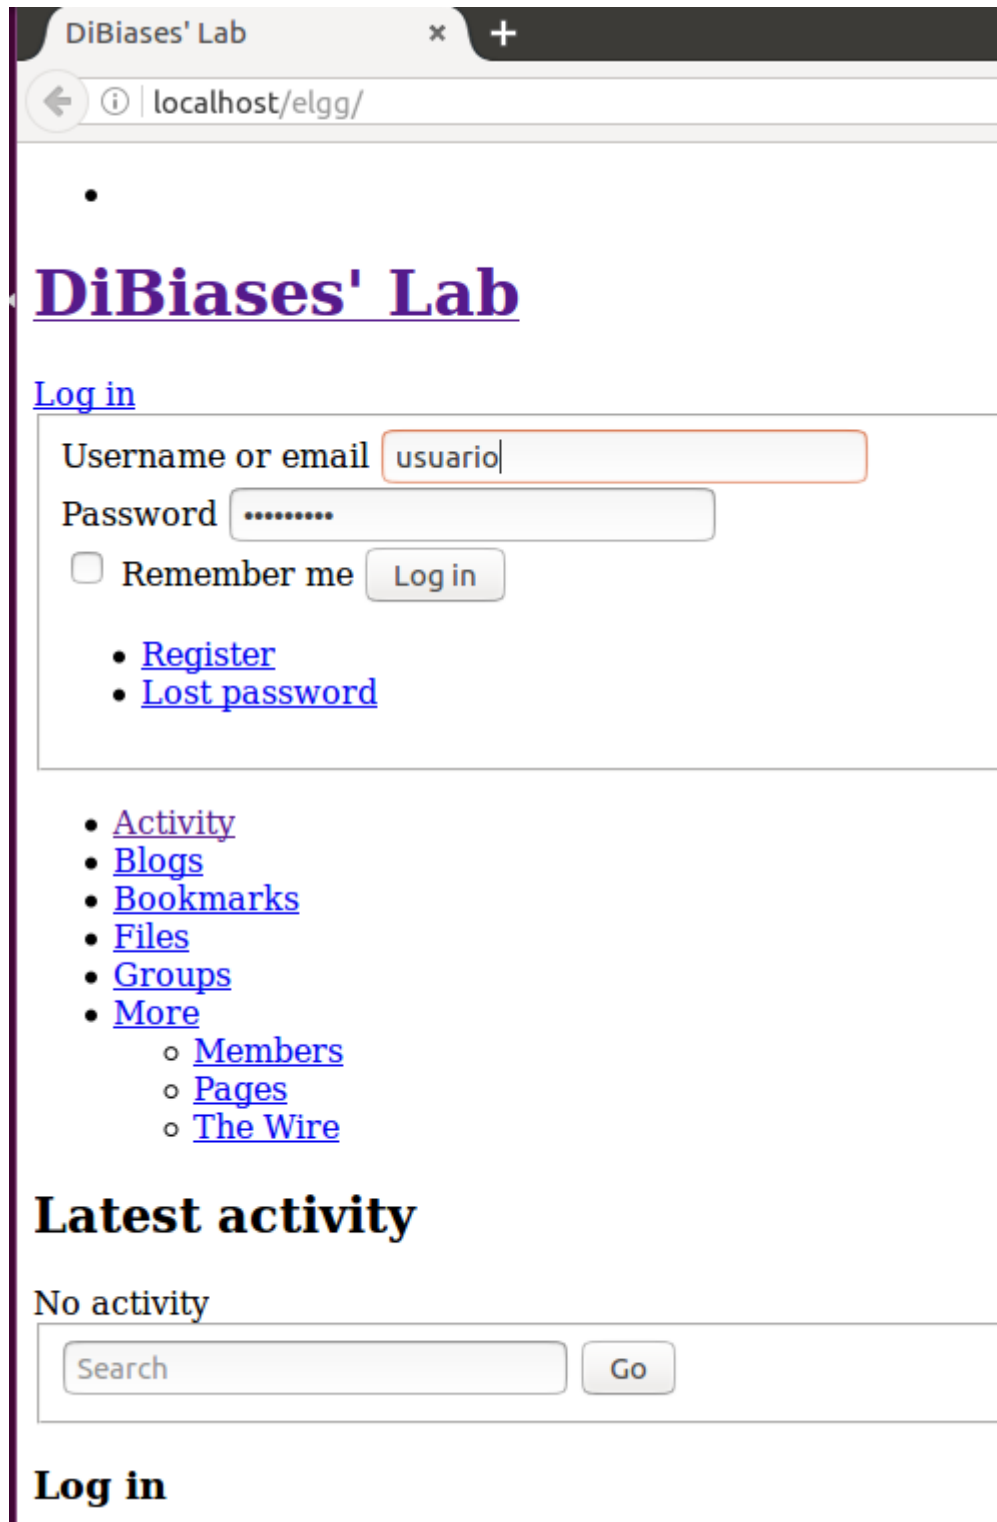 DiBiases' Lab
localhost/elgg/
DiBiases' Lab
Log in
Username or email usuario
Password •••••••••
Remember me Log in
Register
Lost password
Activity
Blogs
Bookmarks
Files
Groups
More
Members
Pages
The Wire
Latest activity
No activity
Search Go
Log in